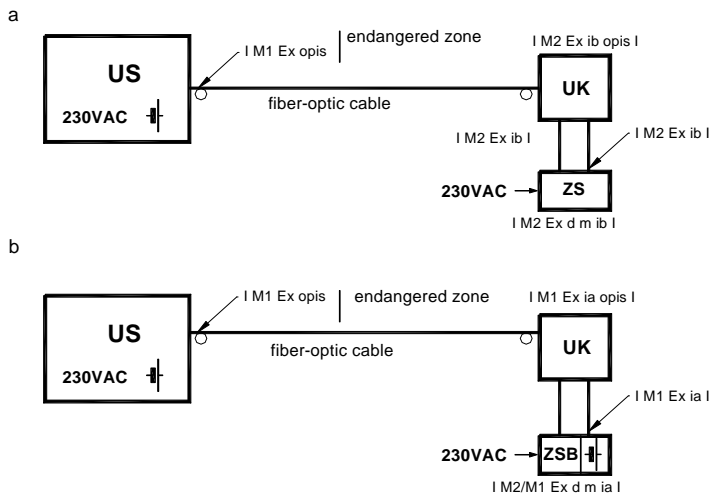 a
I M1 Ex opis
endangered zone
I M2 Ex ib opis I
US
230VAC
fiber-optic cable
UK
I M2 Ex ib I
I M2 Ex ib I
230VAC
ZS
I M2 Ex d m ib I
b
I M1 Ex opis
endangered zone
I M1 Ex ia opis I
US
230VAC
fiber-optic cable
UK
I M1 Ex ia I
230VAC
ZSB
I M2/M1 Ex d m ia I